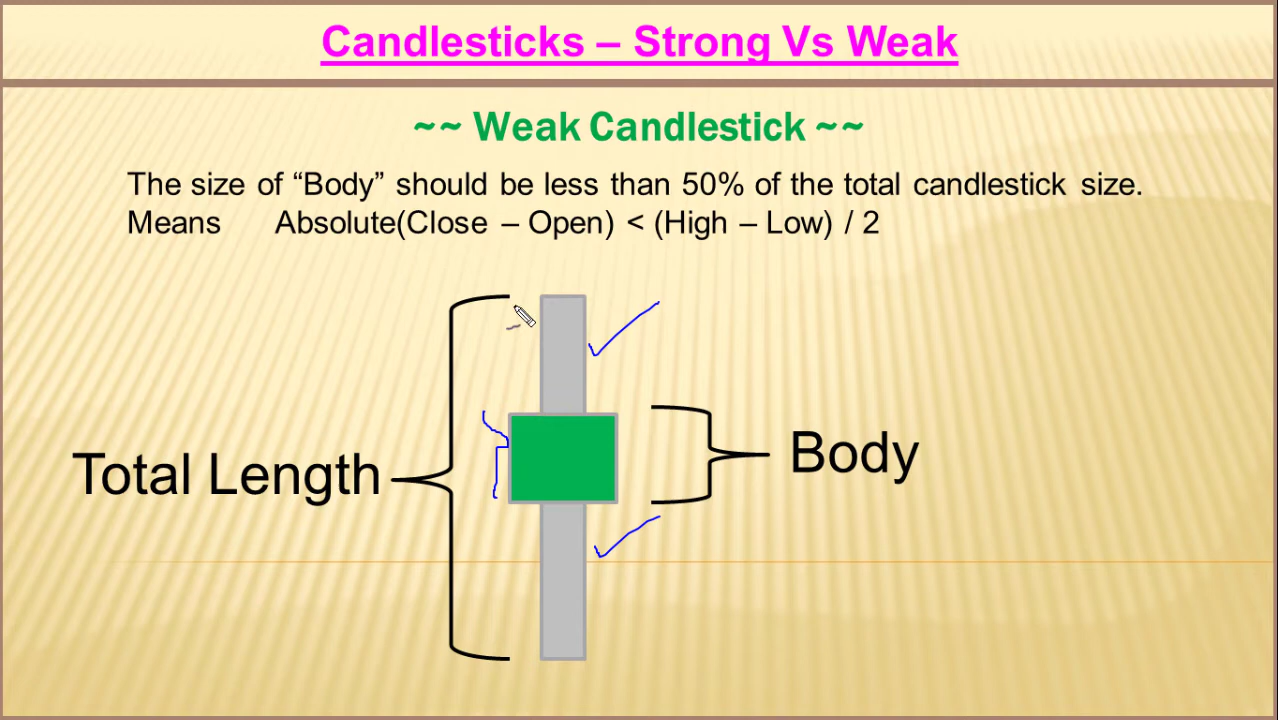 Candlesticks – Strong Vs Weak
~~ Weak Candlestick ~~
The size of “Body” should be less than 50% of the total candlestick size.
Means Absolute(Close – Open) < (High – Low) / 2
Total Length
Body